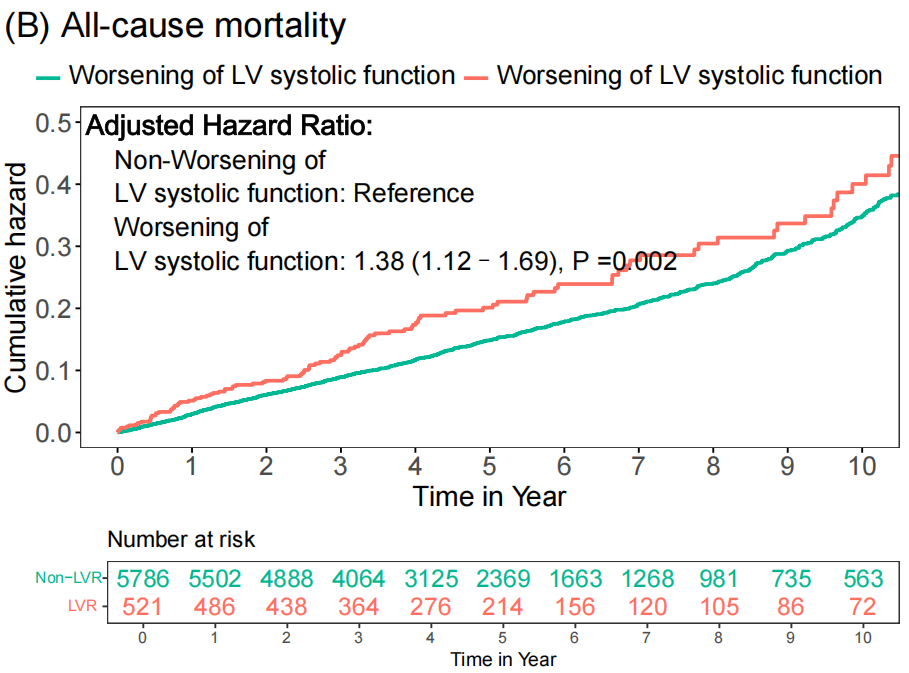 (B) All-cause mortality
Worsening of LV systolic function Worsening of LV systolic function
Adjusted Hazard Ratio:
Non-Worsening of
LV systolic function: Reference
Worsening of
LV systolic function: 1.38 (1.12 − 1.69), P =0.002
Cumulative hazard
0.5
0.4
0.3
0.2
0.1
0.0
0 1 2 3 4 5 6 7 8 9 10
Time in Year
Number at risk
Non−LVR 5786 5502 4888 4064 3125 2369 1663 1268 981 735 563
LVR 521 486 438 364 276 214 156 120 105 86 72
0 1 2 3 4 5 6 7 8 9 10
Time in Year